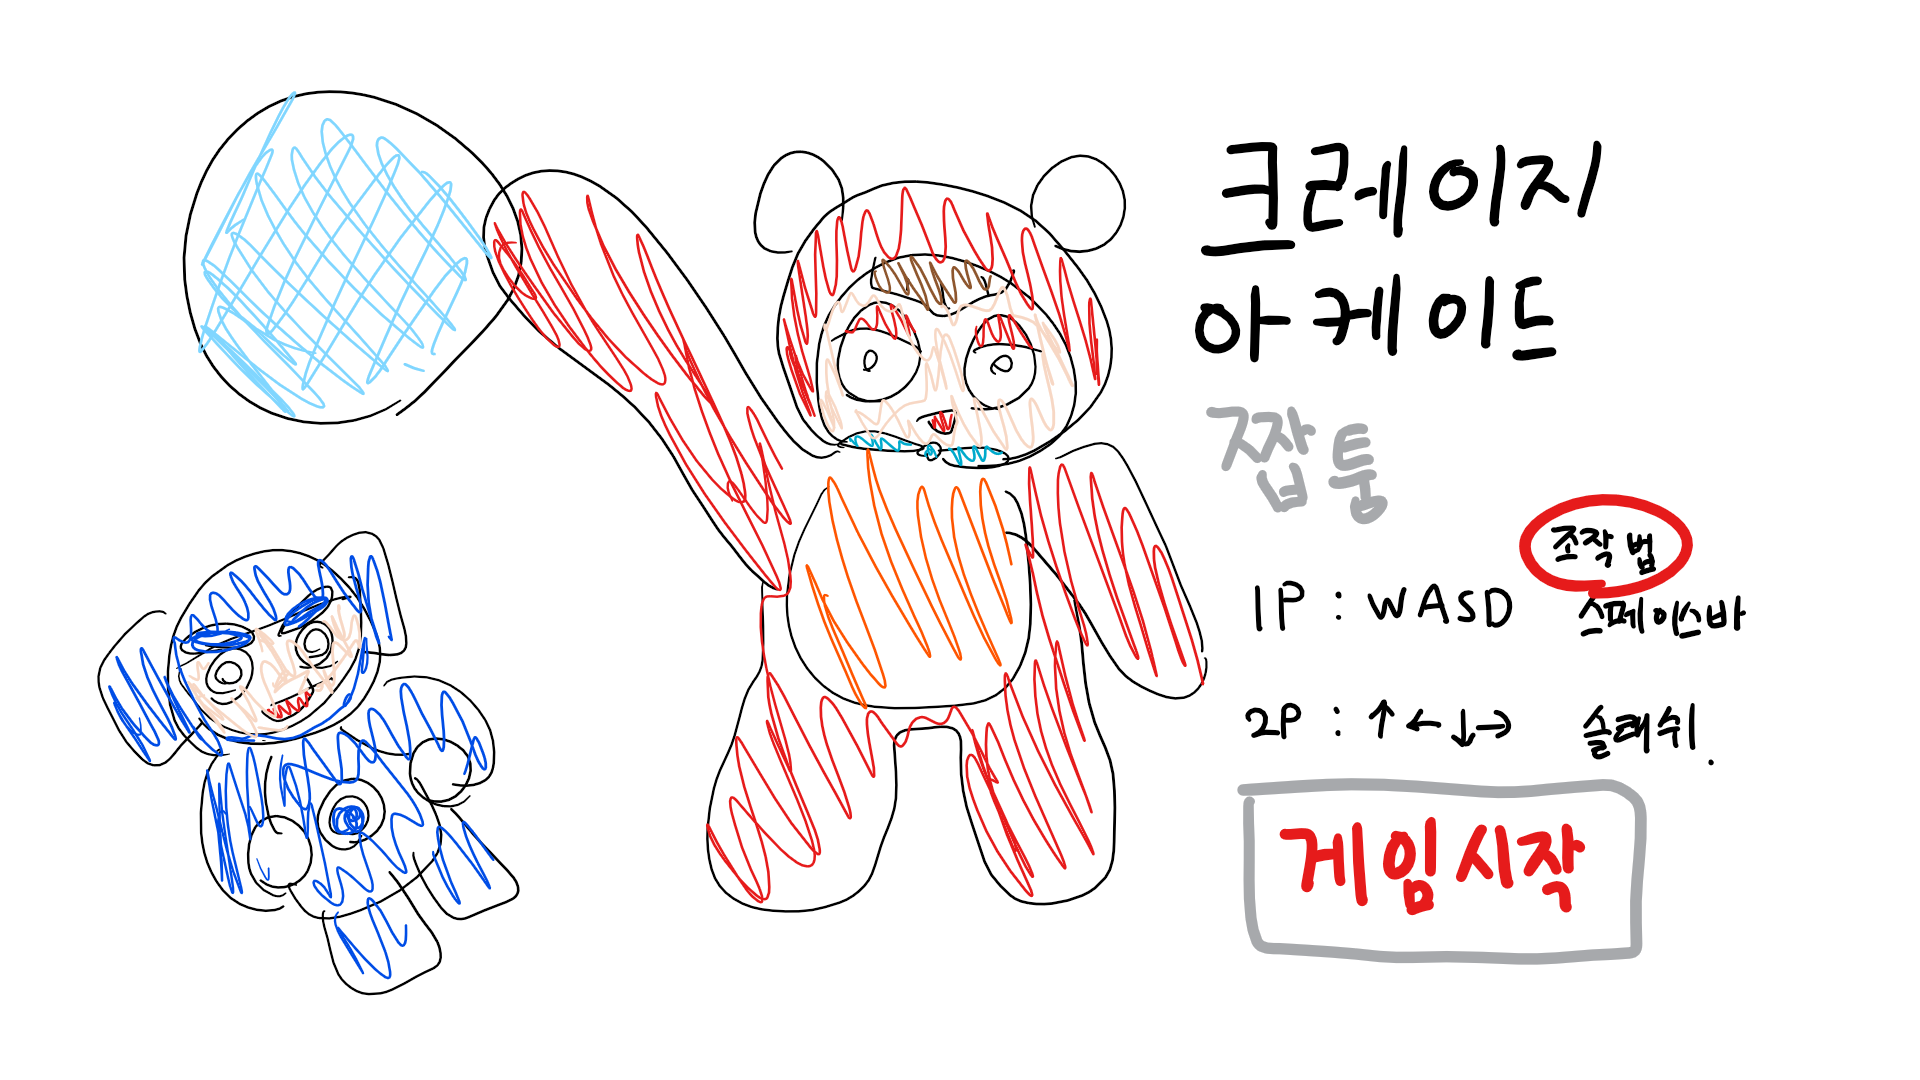 크레이지
아케이드
짭퉁
조작법
1P : WASD 스페이스바
2P : ↑←↓→ 슬래쉬.
게임시작